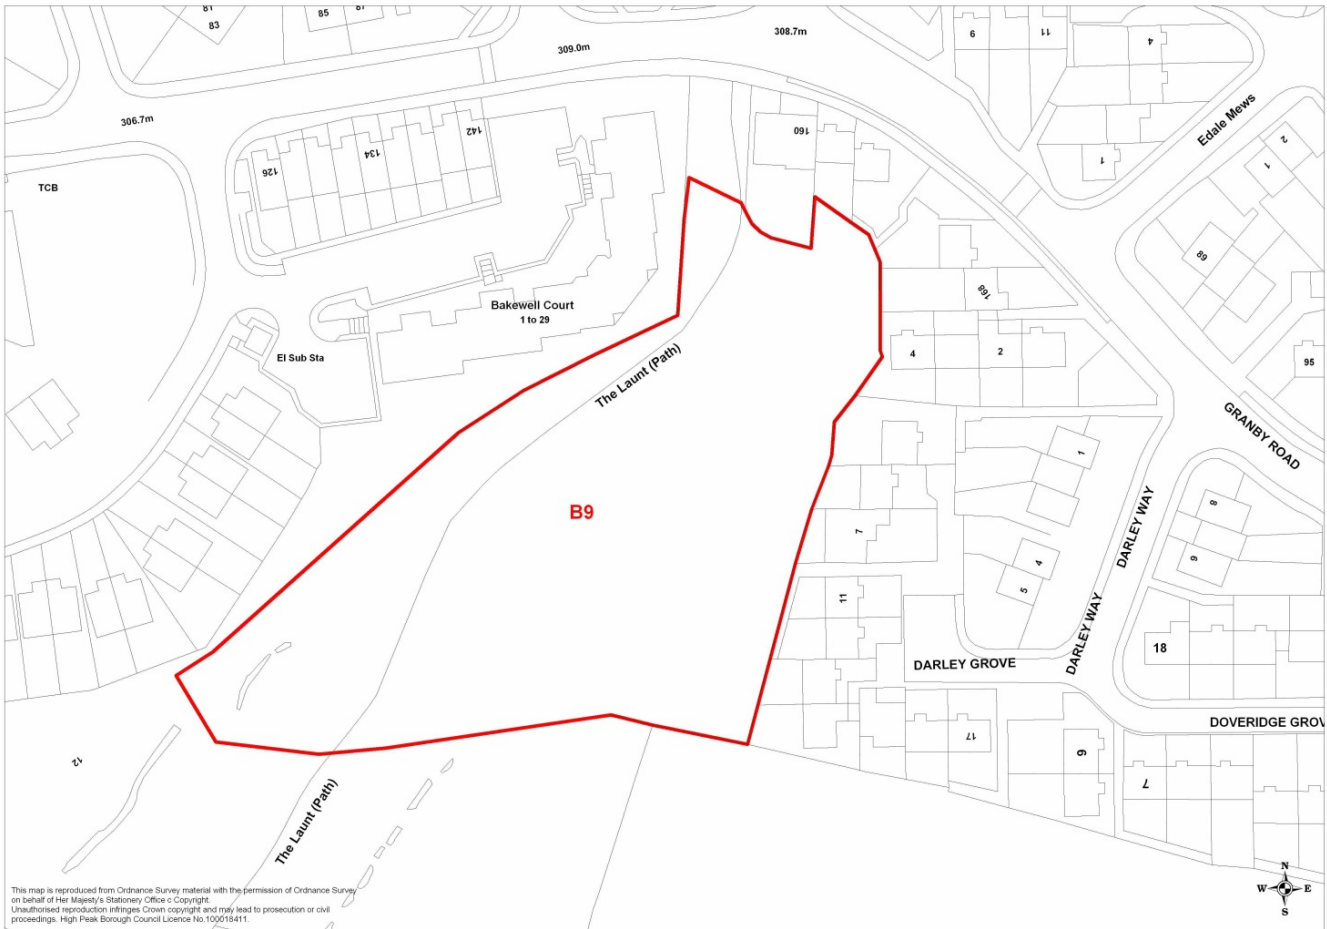 81
83
85
87
309.0m
308.7m
306.7m
9
11
4
Edale Mews
2
1
1
TCB
126
134
142
160
89
168
95
Bakewell Court
1 to 29
El Sub Sta
The Launt (Path)
4
2
GRANBY ROAD
1
B9
7
DARLEY WAY
8
9
4
5
11
DARLEY WAY
18
DARLEY GROVE
17
9
7
DOVERIDGE GROV
12
The Launt (Path)
N
W
E
S
This map is reproduced from Ordnance Survey material with the permission of Ordnance Survey
on behalf of Her Majesty's Stationery Office c Copyright.
Unauthorised reproduction infringes Crown copyright and may lead to prosecution or civil
proceedings. High Peak Borough Council Licence No.100018411.